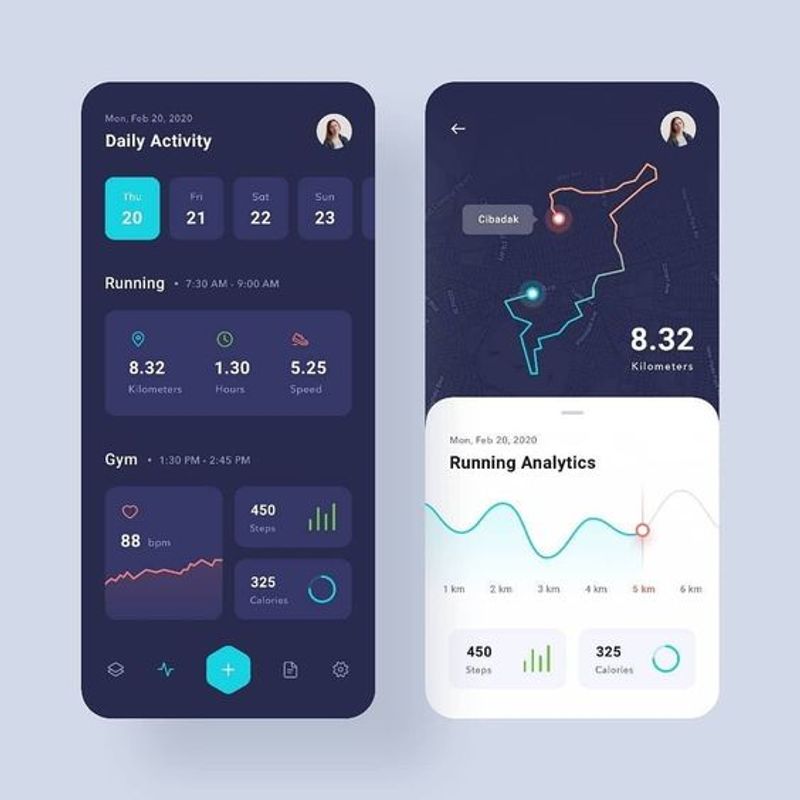 Mon, Feb 20, 2020
Daily Activity
Thu
20
Fri
21
Sat
22
Sun
23
Running • 7:30 AM - 9:00 AM
8.32
Kilometers
1.30
Hours
5.25
Speed
Gym • 1:30 PM - 2:45 PM
88 bpm
450
Steps
325
Calories
Cibadak
8.32
Kilometers
Mon, Feb 20, 2020
Running Analytics
1 km 2 km 3 km 4 km 5 km 6 km
450
Steps
325
Calories